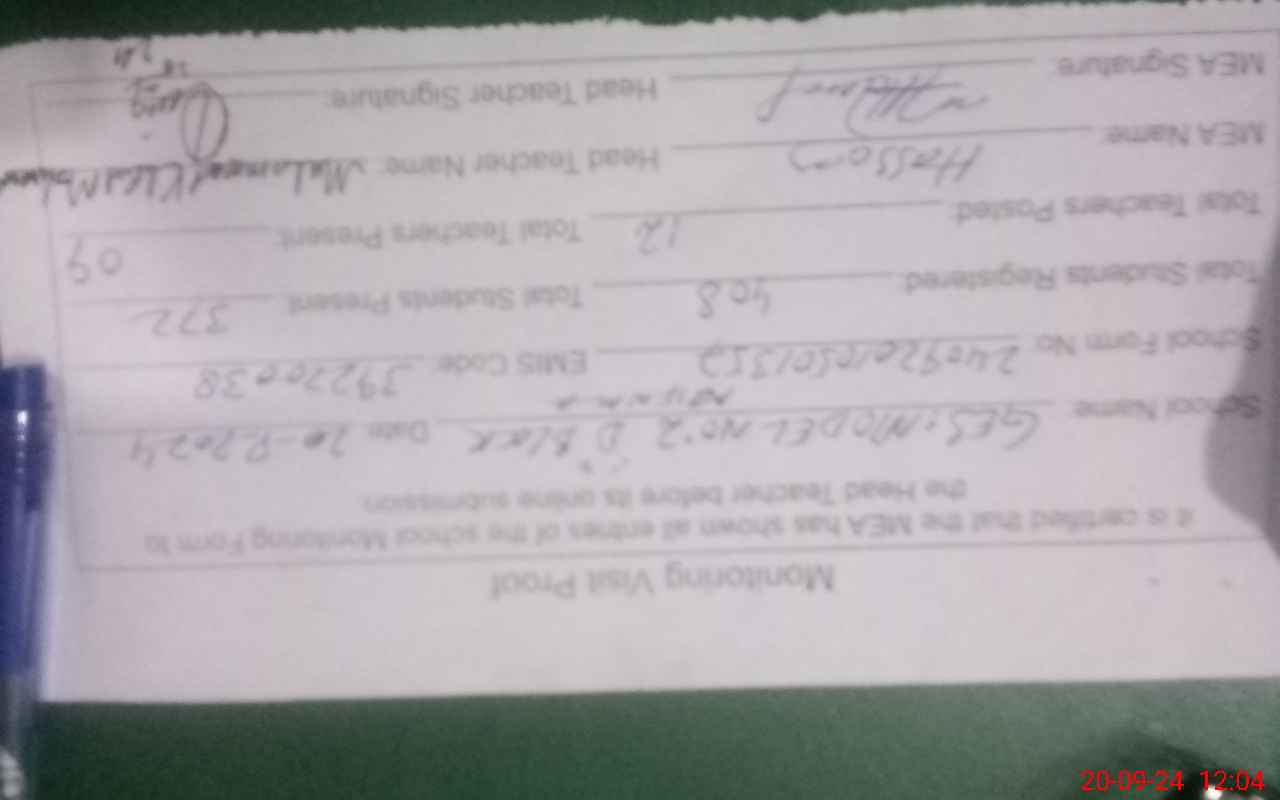 Monitoring Visit Proof
It is certified that the MEA has shown all entries of the school Monitoring Form to
the Head Teacher before its online submission.
School Name: GES: MODEL NO: 2 D Block Date: 20-9-2024
School Form No: EMIS Code: 39220038
Total Students Registered: 408 Total Students Present: 372
Total Teachers Posted: 12 Total Teachers Present: 09
MEA Name: Hassan Head Teacher Name:
MEA Signature: Head Teacher Signature:
20-09-24 12:04